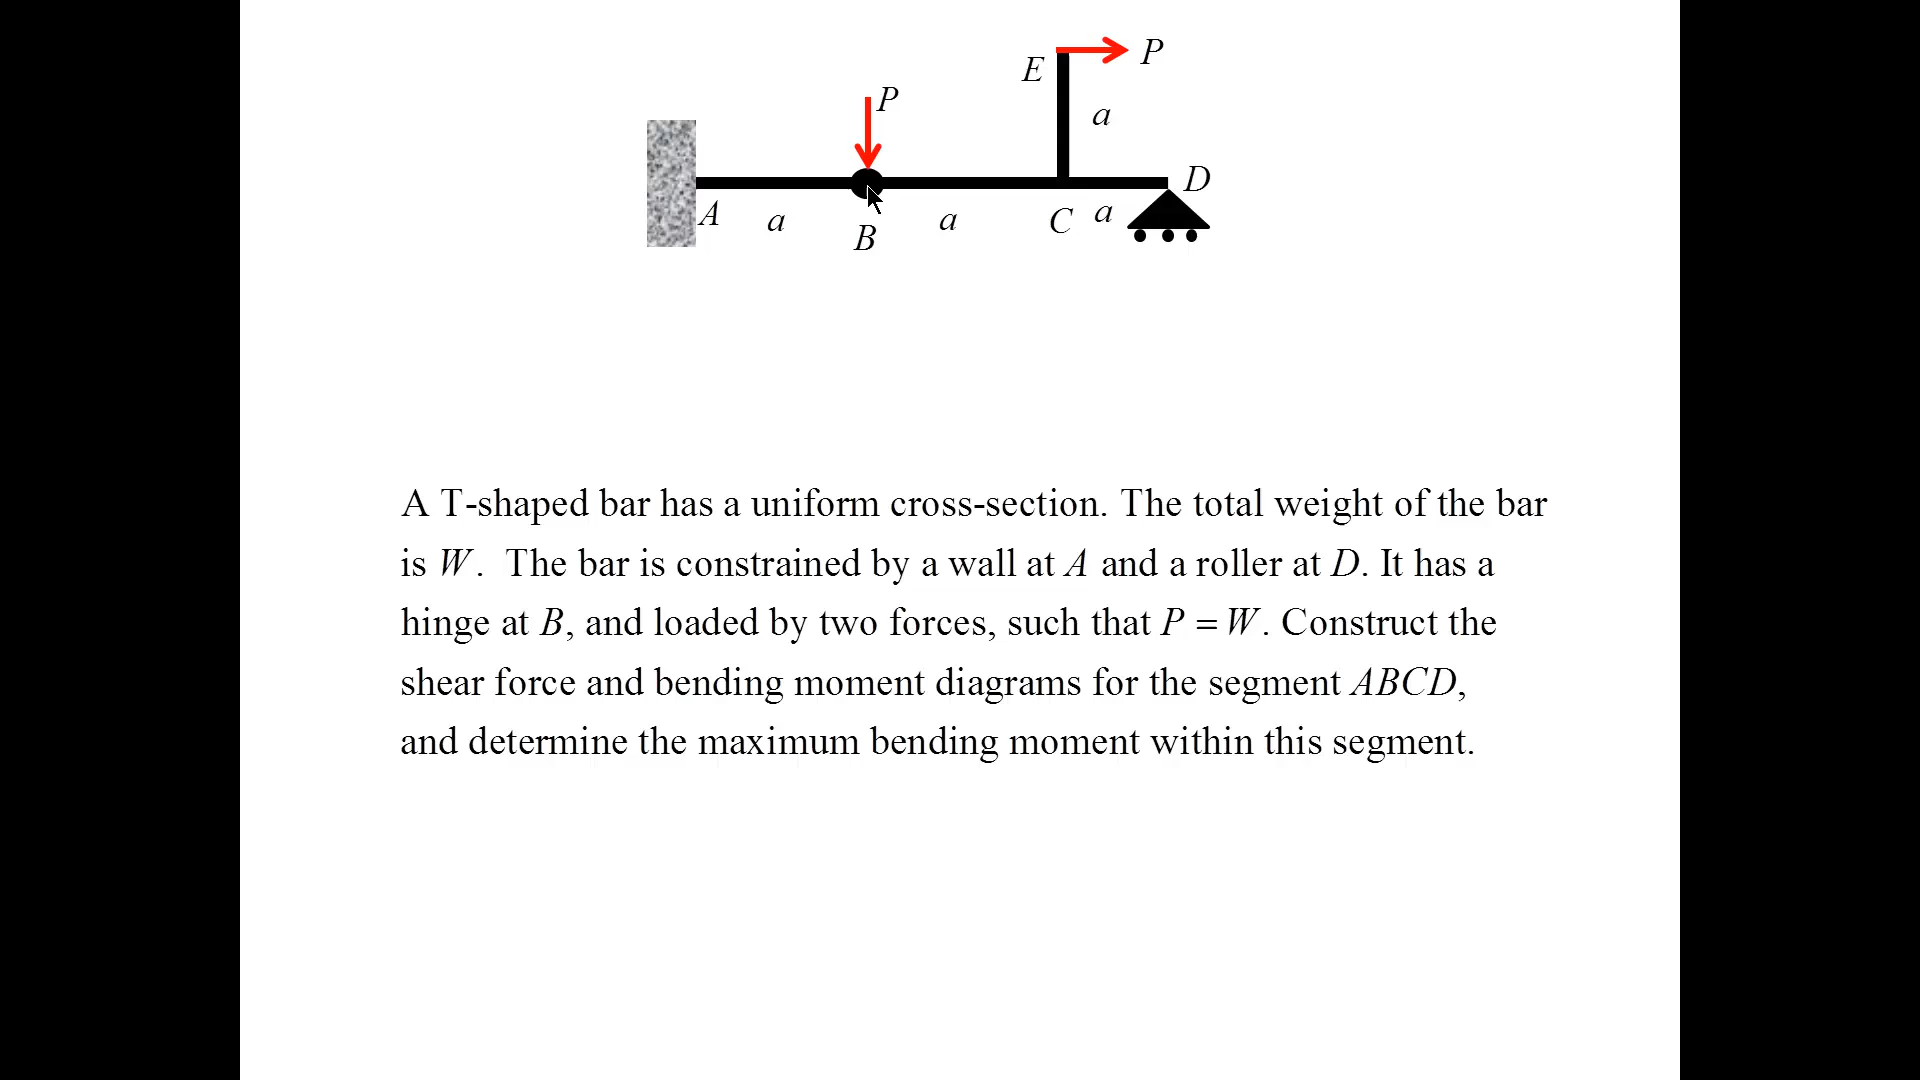 E P
P
a
D
A a B a C a
A T-shaped bar has a uniform cross-section. The total weight of the bar
is W. The bar is constrained by a wall at A and a roller at D. It has a
hinge at B, and loaded by two forces, such that P = W. Construct the
shear force and bending moment diagrams for the segment ABCD,
and determine the maximum bending moment within this segment.